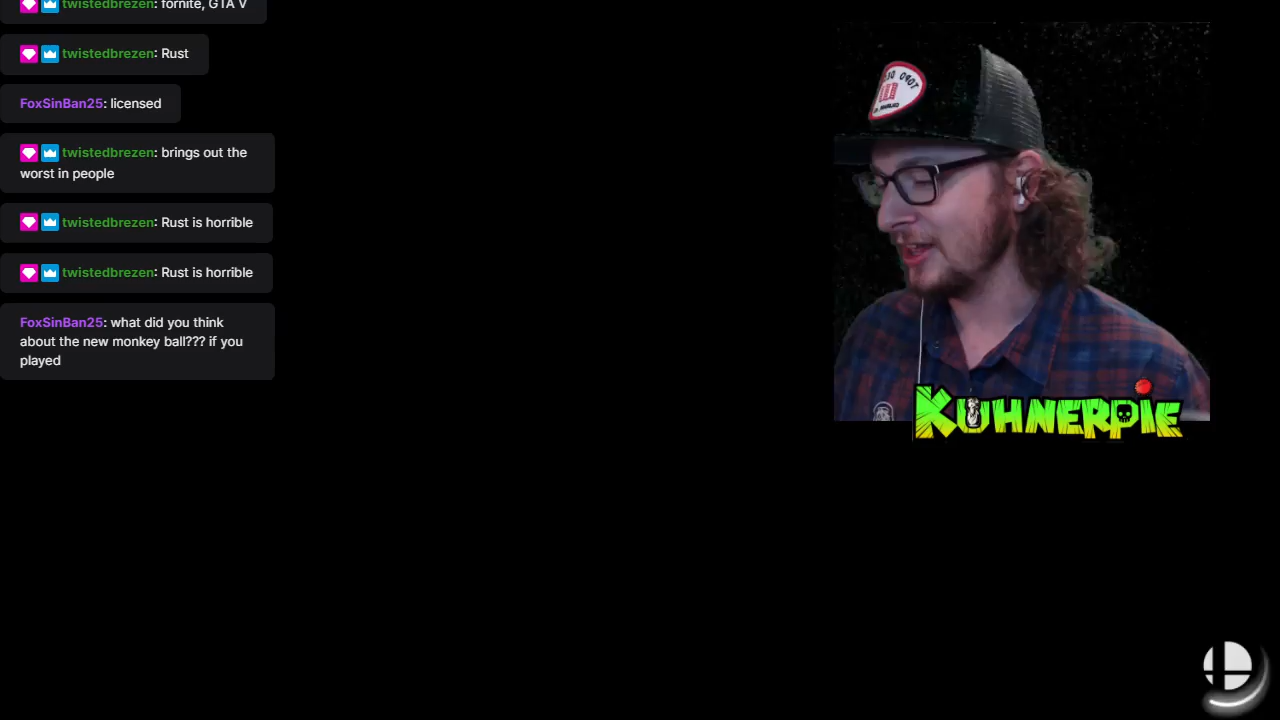 twistedbrezen: fornite, GTA V
twistedbrezen: Rust
FoxSinBan25: licensed
twistedbrezen: brings out the
worst in people
twistedbrezen: Rust is horrible
twistedbrezen: Rust is horrible
FoxSinBan25: what did you think
about the new monkey ball??? if you
played
KUHNERPIE